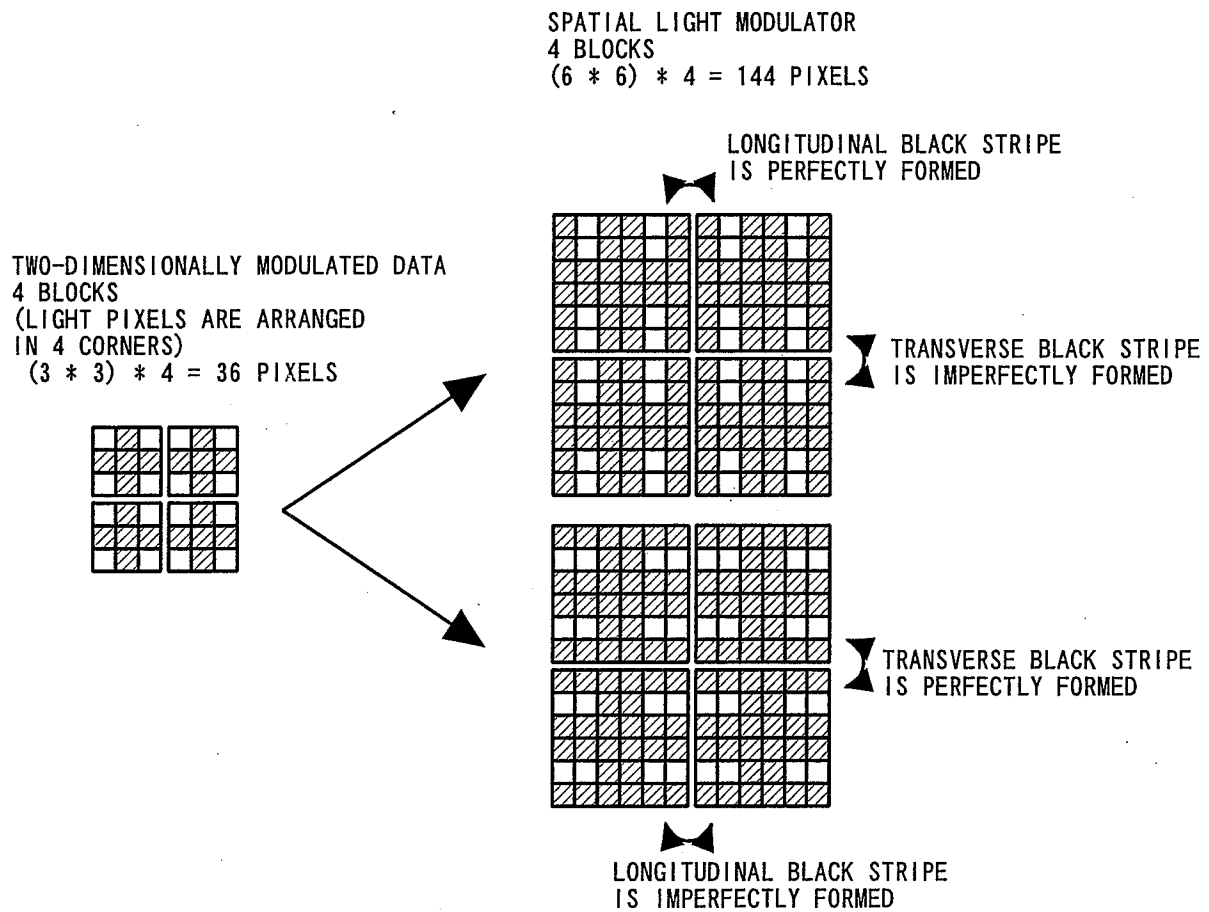 SPATIAL LIGHT MODULATOR
4 BLOCKS
(6 * 6) * 4 = 144 PIXELS
LONGITUDINAL BLACK STRIPE
IS PERFECTLY FORMED
TWO-DIMENSIONALLY MODULATED DATA
4 BLOCKS
(LIGHT PIXELS ARE ARRANGED
IN 4 CORNERS)
(3 * 3) * 4 = 36 PIXELS
TRANSVERSE BLACK STRIPE
IS IMPERFECTLY FORMED
TRANSVERSE BLACK STRIPE
IS PERFECTLY FORMED
LONGITUDINAL BLACK STRIPE
IS IMPERFECTLY FORMED